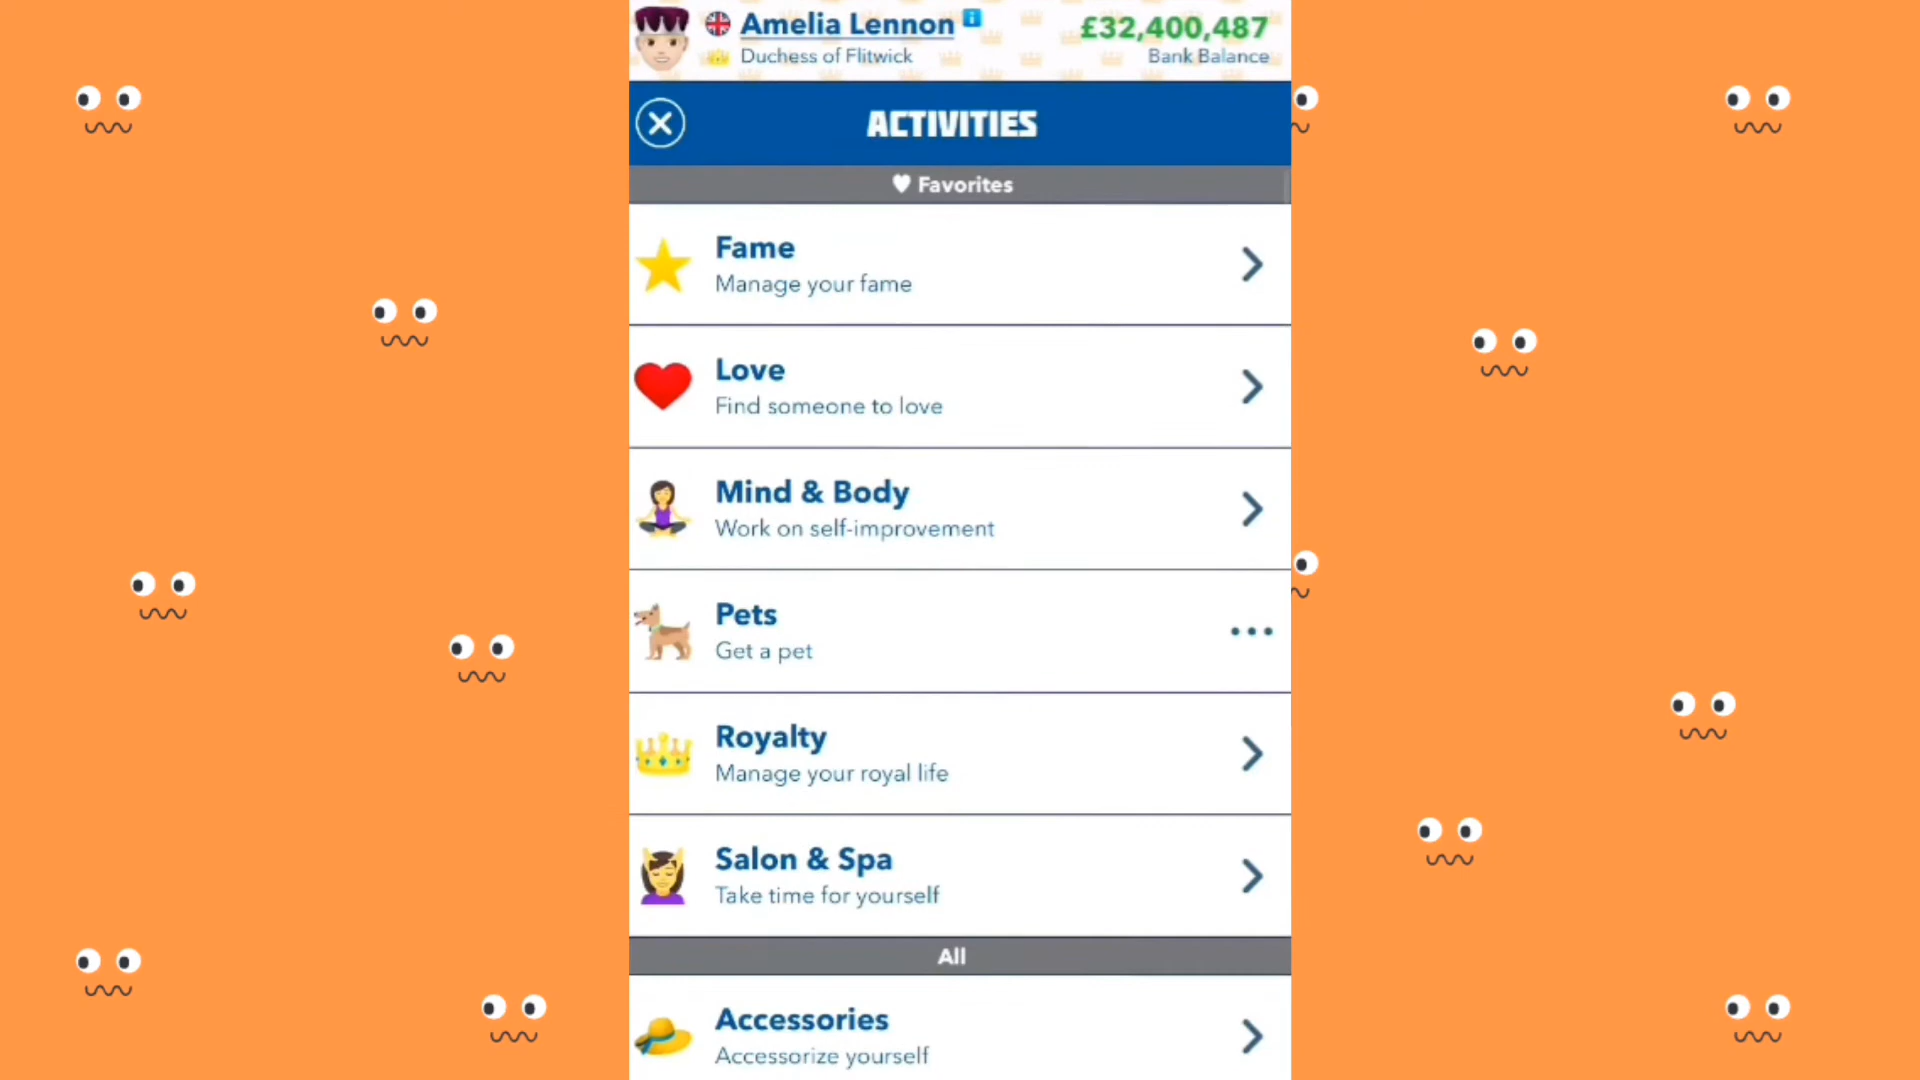 Amelia Lennon
£32,400,487
Duchess of Flitwick
Bank Balance
ACTIVITIES
Favorites
Fame
Manage your fame
Love
Find someone to love
Mind & Body
Work on self-improvement
Pets
Get a pet
Royalty
Manage your royal life
Salon & Spa
Take time for yourself
All
Accessories
Accessorize yourself